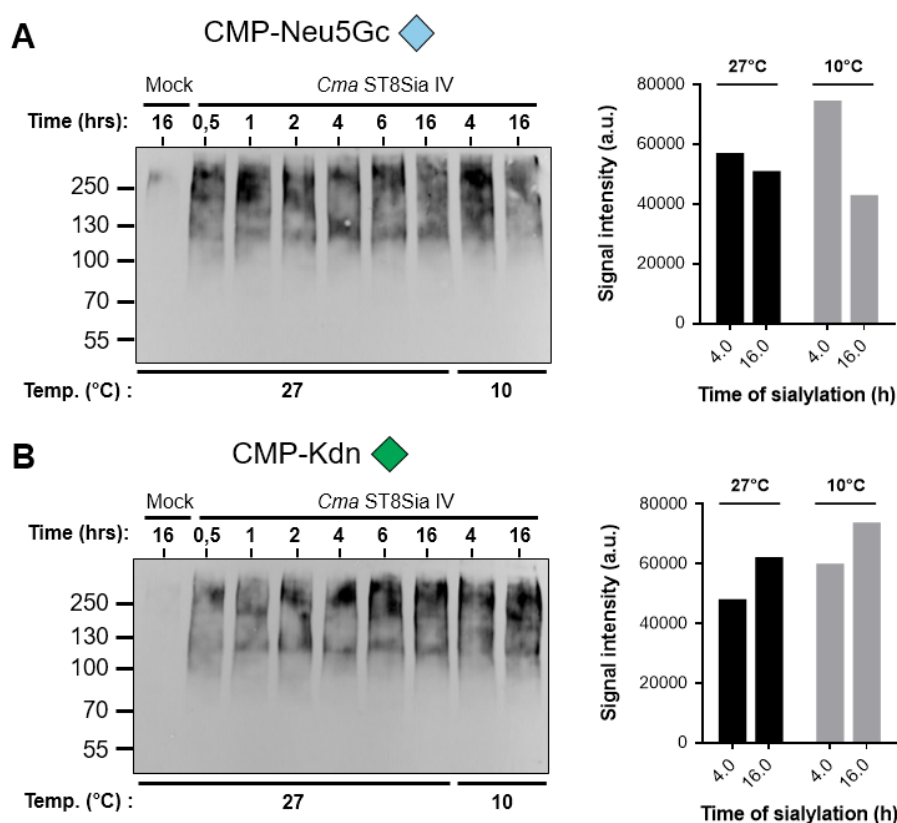 A
CMP-Neu5Gc
Mock Cma ST8Sia IV
Time (hrs): 16 0,5 1 2 4 6 16 4 16
250
130
100
70
55
Temp. (°C) : 27 10
27°C 10°C
80000
60000
40000
20000
0
Signal intensity (a.u.)
4.0 16.0 4.0 16.0
Time of sialylation (h)
B
CMP-Kdn
Mock Cma ST8Sia IV
Time (hrs): 16 0,5 1 2 4 6 16 4 16
250
130
100
70
55
Temp. (°C) : 27 10
27°C 10°C
80000
60000
40000
20000
0
Signal intensity (a.u.)
4.0 16.0 4.0 16.0
Time of sialylation (h)